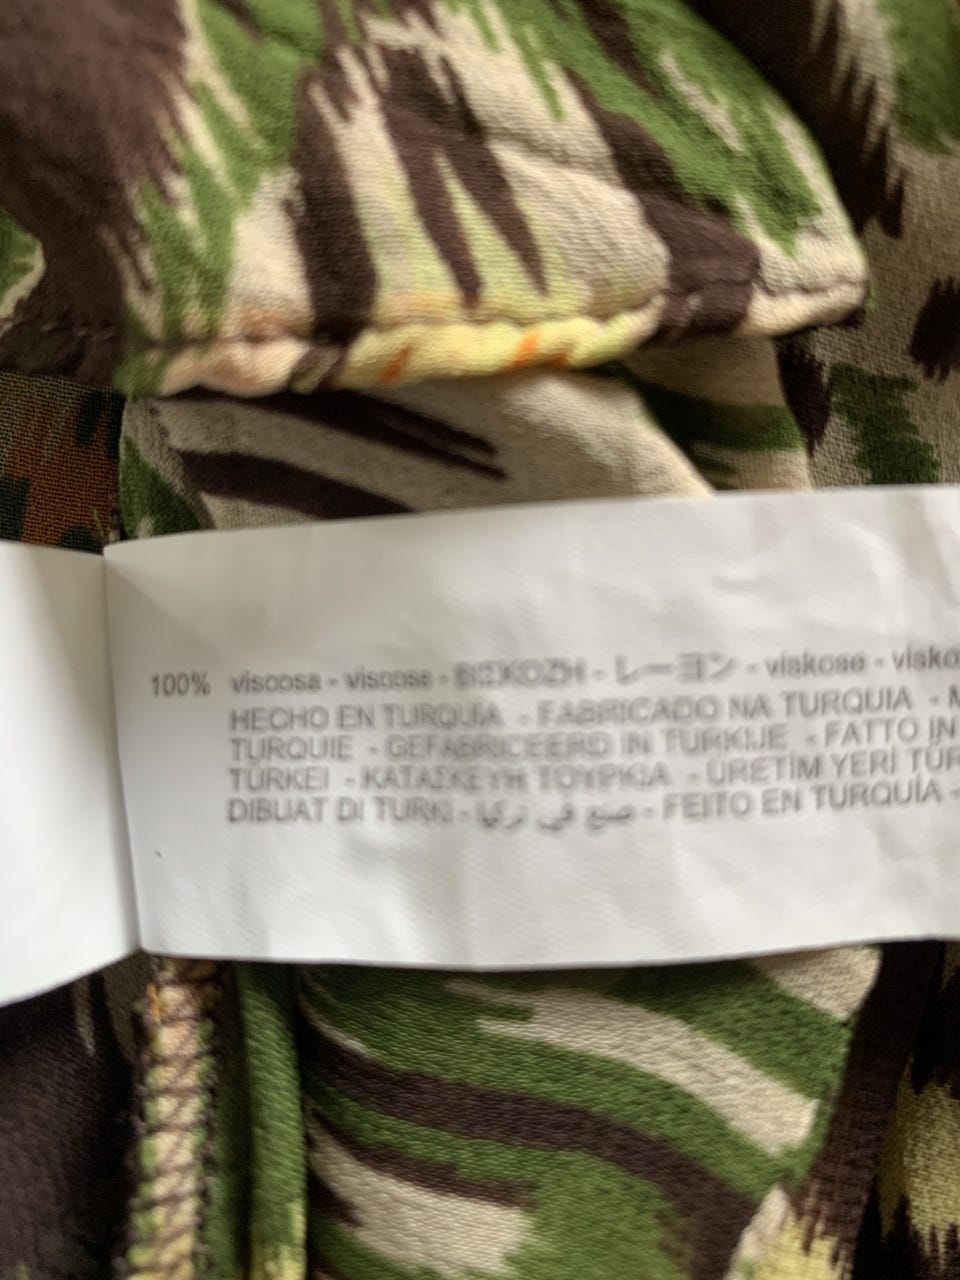 100% viscosa - viscose - ΒΙΣΚΟΖΗ - レーヨン - viskose - visko
HECHO EN TURQUÍA - FABRICADO NA TURQUIA - M
TURQUIE - GEFABRICEERD IN TURKIJE - FATTO IN
TÜRKEI - ΚΑΤΑΣΚΕΥΗ ΤΟΥΡΚΙΑ - ÜRETİM YERİ TÜR
DIBUAT DI TURKI - صنع في تركيا - FEITO EN TURQUÍA -